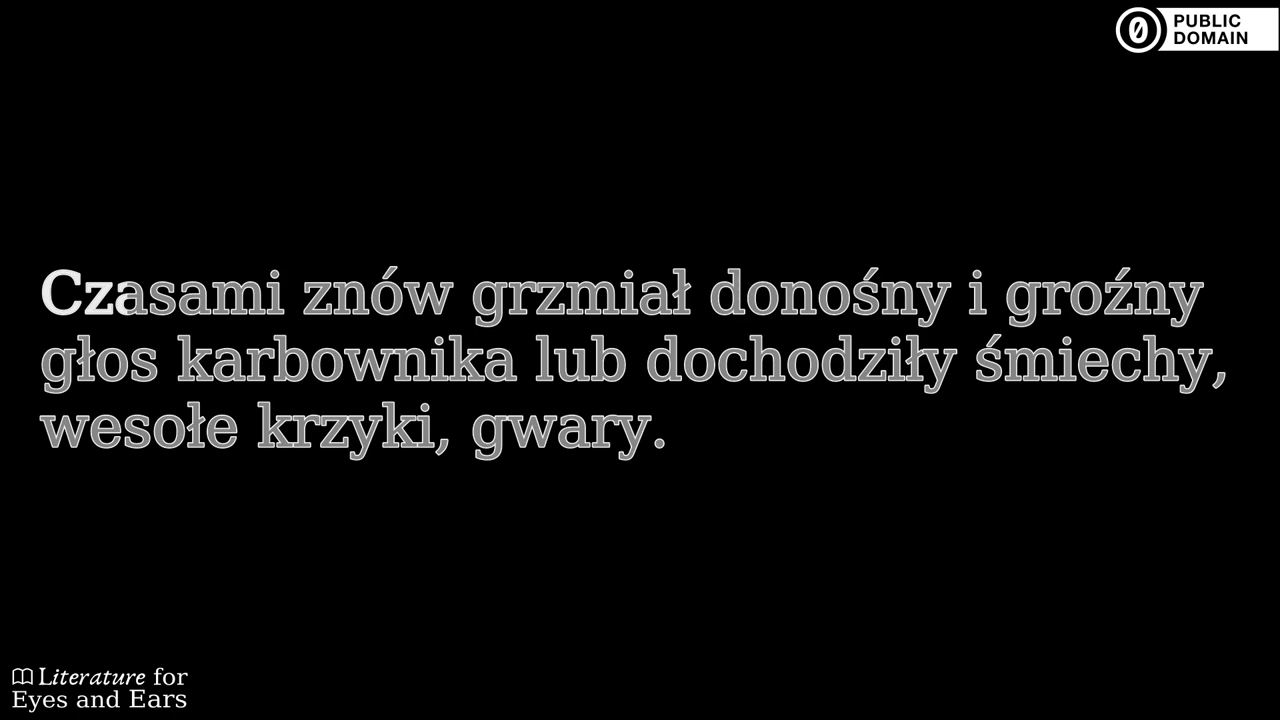 PUBLIC
DOMAIN
Czasami znów grzmiał donośny i groźny
głos karbownika lub dochodziły śmiechy,
wesołe krzyki, gwary.
Literature for
Eyes and Ears